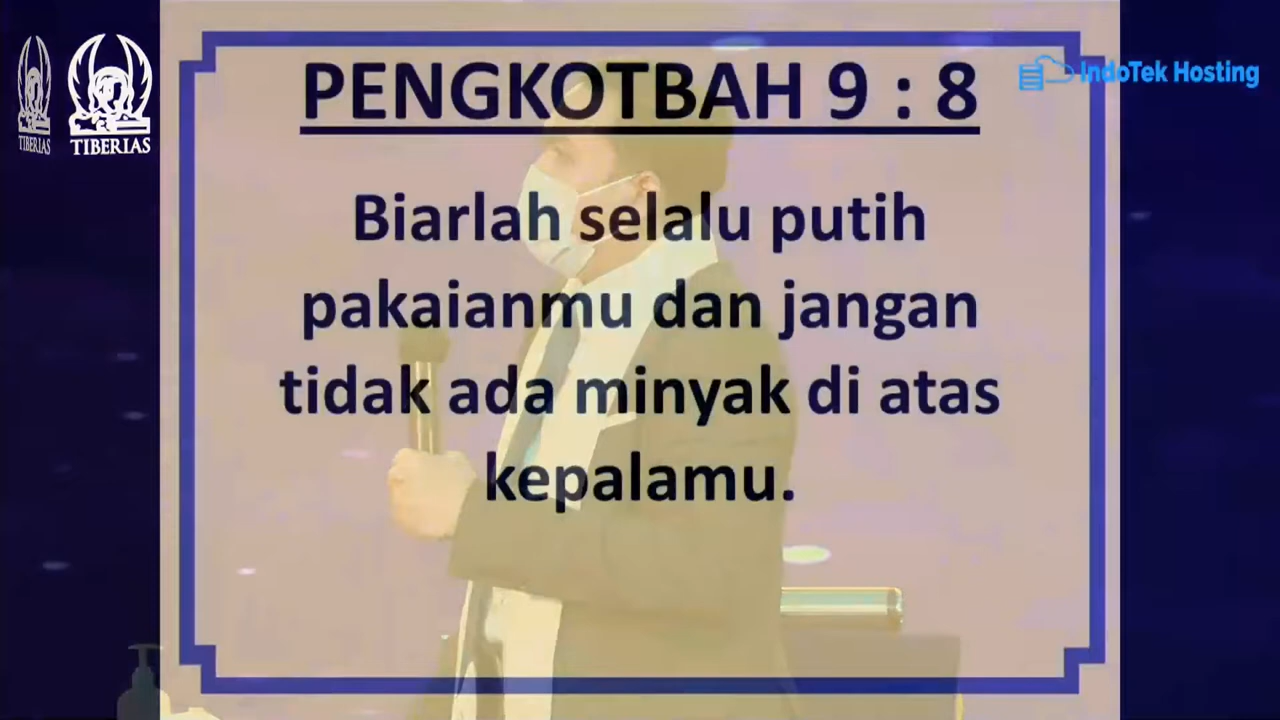 TIBERIAS
TIBERIAS
IndoTek Hosting
PENGKOTBAH 9 : 8
Biarlah selalu putih
pakaianmu dan jangan
tidak ada minyak di atas
kepalamu.